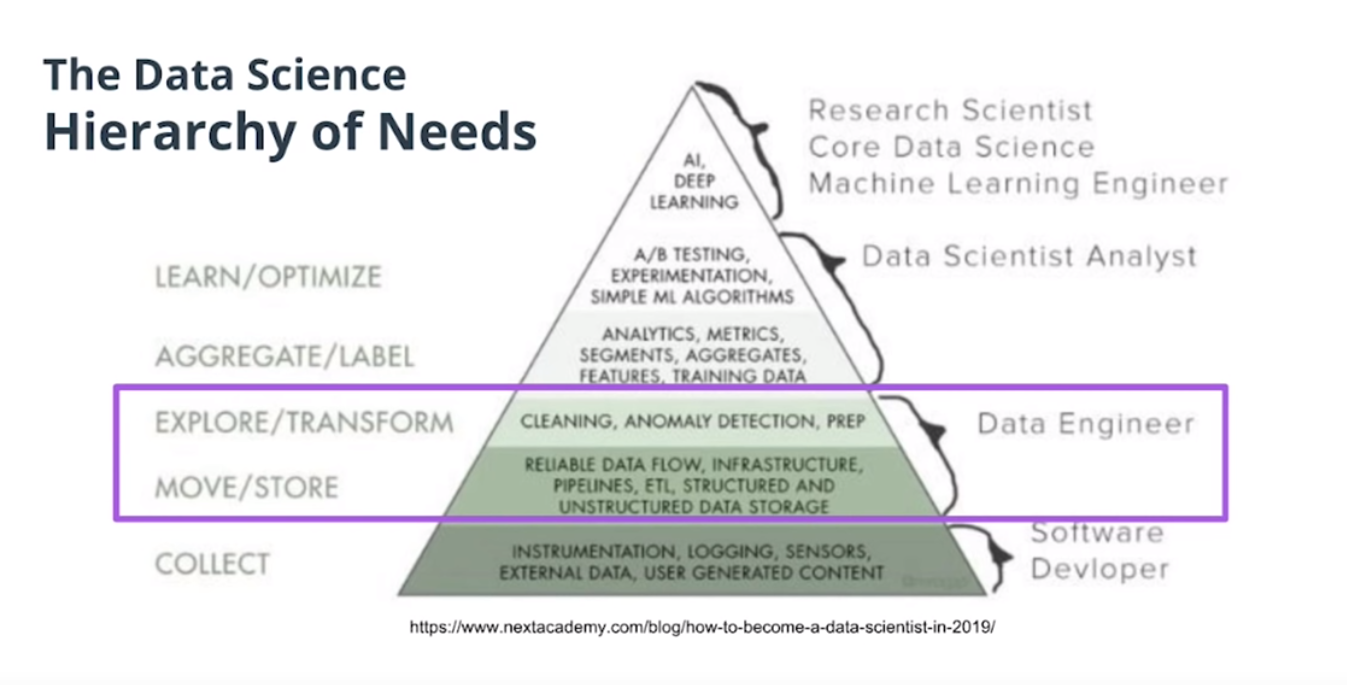 The Data Science
Hierarchy of Needs
AI,
DEEP
LEARNING
Research Scientist
Core Data Science
Machine Learning Engineer
LEARN/OPTIMIZE
A/B TESTING,
EXPERIMENTATION,
SIMPLE ML ALGORITHMS
Data Scientist Analyst
AGGREGATE/LABEL
ANALYTICS, METRICS,
SEGMENTS, AGGREGATES,
FEATURES, TRAINING DATA
EXPLORE/TRANSFORM
CLEANING, ANOMALY DETECTION, PREP
Data Engineer
MOVE/STORE
RELIABLE DATA FLOW, INFRASTRUCTURE,
PIPELINES, ETL, STRUCTURED AND
UNSTRUCTURED DATA STORAGE
COLLECT
INSTRUMENTATION, LOGGING, SENSORS,
EXTERNAL DATA, USER GENERATED CONTENT
Software
Devloper
https://www.nextacademy.com/blog/how-to-become-a-data-scientist-in-2019/